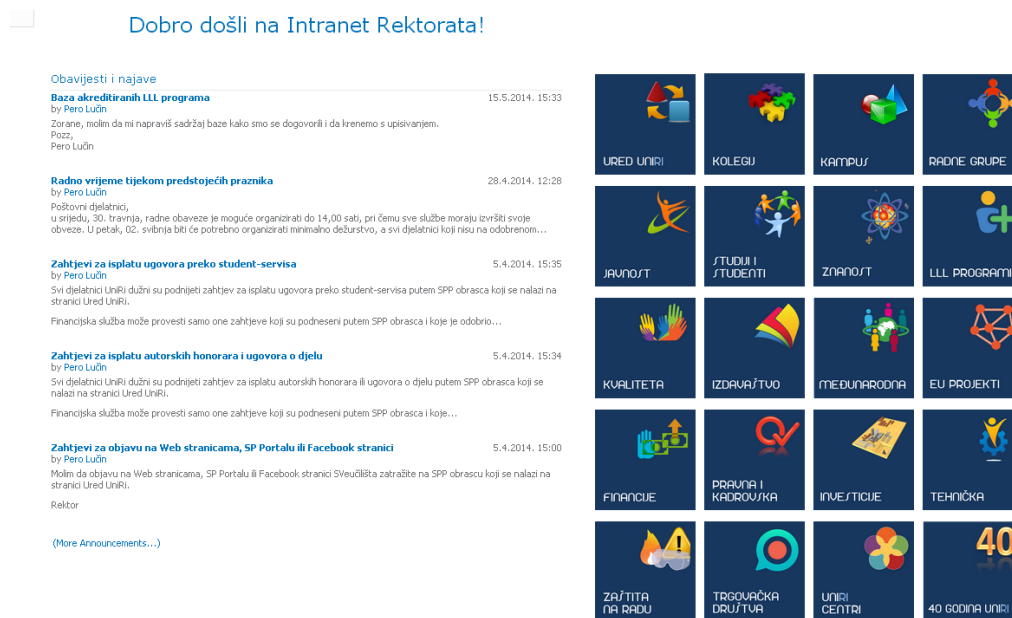 Dobro došli na Intranet Rektorata!
Obavijesti i najave
Baza akreditiranih LLL programa 15.5.2014. 15:33
by Pero Lučin
Zorane, molim da mi napraviš sadržaj baze kako smo se dogovorili i da krenemo s upisivanjem.
Pozz,
Pero Lučin
Radno vrijeme tijekom predstojećih praznika 28.4.2014. 12:28
by Pero Lučin
Poštovni djelatnici,
u srijedu, 30. travnja, radne obaveze je moguće organizirati do 14,00 sati, pri čemu sve službe moraju izvršiti svoje
obveze. U petak, 02. svibnja biti će potrebno organizirati minimalno dežurstvo, a svi djelatnici koji nisu na odobrenom...
Zahtjevi za isplatu ugovora preko student-servisa 5.4.2014. 15:35
by Pero Lučin
Svi djelatnici UniRi dužni su podnijeti zahtjev za isplatu ugovora preko student-servisa putem SPP obrasca koji se nalazi na
stranici Ured UniRi.
Financijska služba može provesti samo one zahtjeve koji su podneseni putem SPP obrasca i koje je odobrio...
Zahtjevi za isplatu autorskih honorara i ugovora o djelu 5.4.2014. 15:34
by Pero Lučin
Svi djelatnici UniRi dužni su podnijeti zahtjev za isplatu autorskih honorara ili ugovora o djelu putem SPP obrasca koji se
nalazi na stranici Ured UniRi.
Financijska služba može provesti samo one zahtjeve koji su podneseni putem SPP obrasca i koje...
Zahtjevi za objavu na Web stranicama, SP Portalu ili Facebook stranici 5.4.2014. 15:00
by Pero Lučin
Molim da objavu na Web stranicama, SP Portalu ili Facebook stranici SVeučilišta zatražite na SPP obrascu koji se nalazi na
stranici Ured UniRi.
Rektor
(More Announcements...)
URED UNIRI
KOLEGIJ
KAMPUS
RADNE GRUPE
JAVNOST
STUDIJI I
STUDENTI
ZNANOST
LLL PROGRAMI
KVALITETA
IZDAVAŠTVO
MEĐUNARODNA
EU PROJEKTI
FINANCIJE
PRAVNA I
KADROVSKA
INVESTICIJE
TEHNIČKA
ZAŠTITA
NA RADU
TRGOVAČKA
DRUŠTVA
UNIRI
CENTRI
40
40 GODINA UNIRI